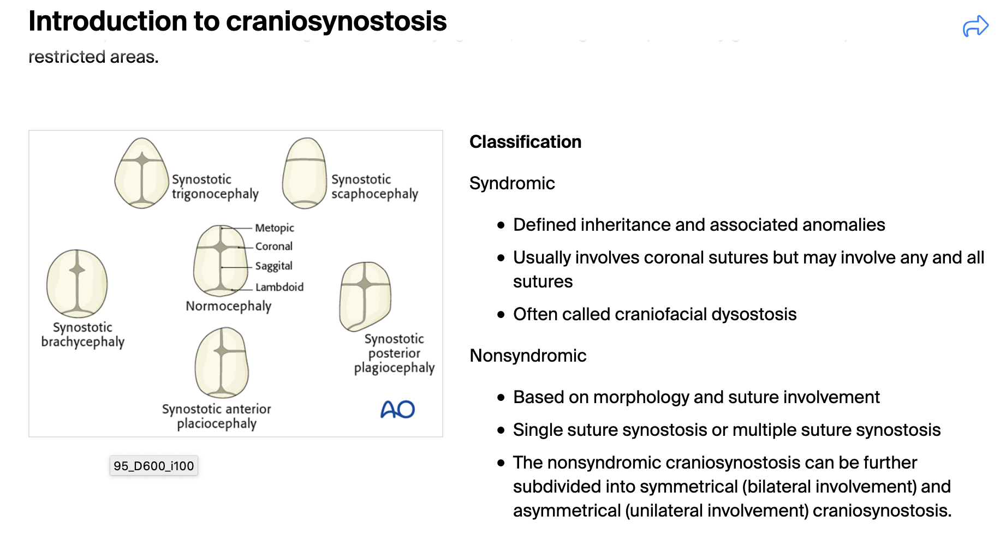 Introduction to craniosynostosis
restricted areas.
Synostotic
trigonocephaly
Synostotic
scaphocephaly
Metopic
Coronal
Saggital
Lambdoid
Normocephaly
Synostotic
brachycephaly
Synostotic
posterior
plagiocephaly
Synostotic anterior
placiocephaly
AO
95_D600_i100
Classification
Syndromic
• Defined inheritance and associated anomalies
• Usually involves coronal sutures but may involve any and all
sutures
• Often called craniofacial dysostosis
Nonsyndromic
• Based on morphology and suture involvement
• Single suture synostosis or multiple suture synostosis
• The nonsyndromic craniosynostosis can be further
subdivided into symmetrical (bilateral involvement) and
asymmetrical (unilateral involvement) craniosynostosis.